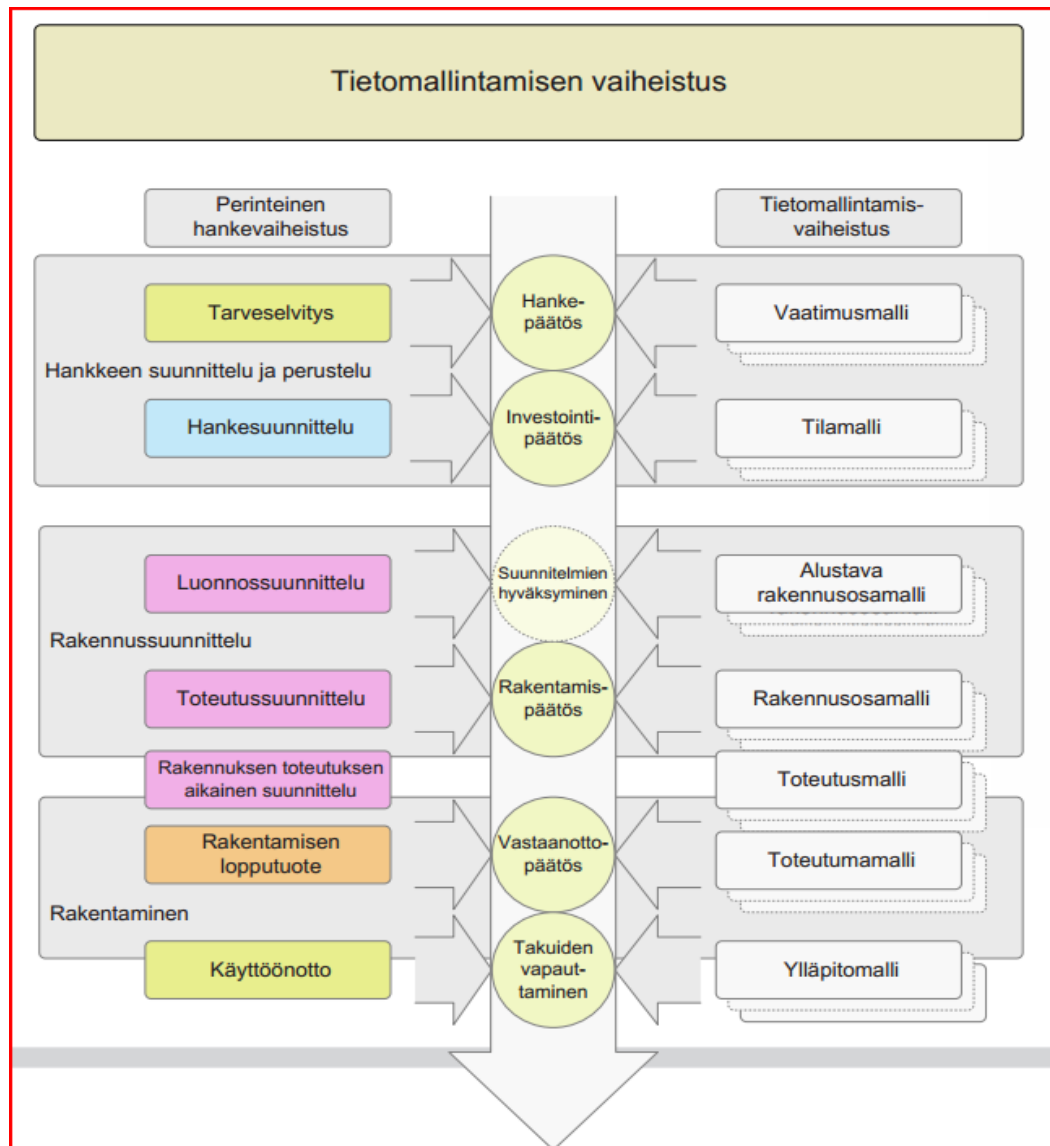 Tietomallintamisen vaiheistus
Perinteinen
hankevaiheistus
Tietomallintamis-
vaiheistus
Tarveselvitys
Hanke-
päätös
Vaatimusmalli
Hankkeen suunnittelu ja perustelu
Hankesuunnittelu
Investointi-
päätös
Tilamalli
Luonnossuunnittelu
Suunnitelmien
hyväksyminen
Alustava
rakennusosamalli
Rakennussuunnittelu
Toteutussuunnittelu
Rakentamis-
päätös
Rakennusosamalli
Rakennuksen toteutuksen
aikainen suunnittelu
Toteutusmalli
Rakentamisen
lopputuote
Vastaanotto-
päätös
Toteutumamalli
Rakentaminen
Käyttöönotto
Takuiden
vapaut-
taminen
Ylläpitomalli